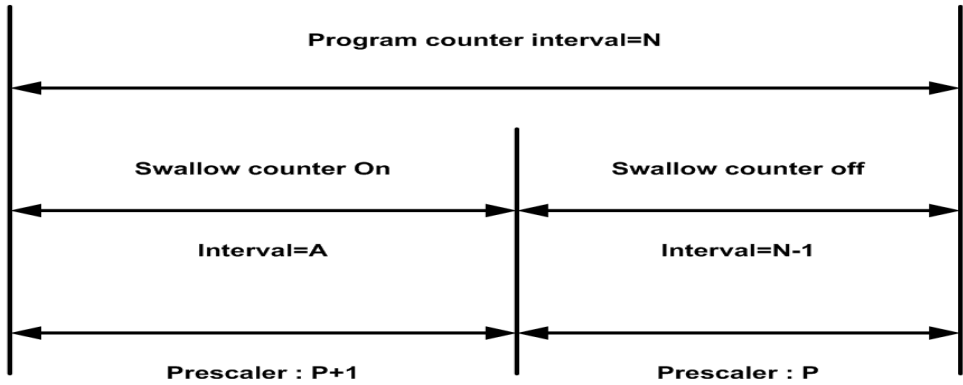 Program counter interval=N
Swallow counter On
Swallow counter off
Interval=A
Interval=N-1
Prescaler : P+1
Prescaler : P